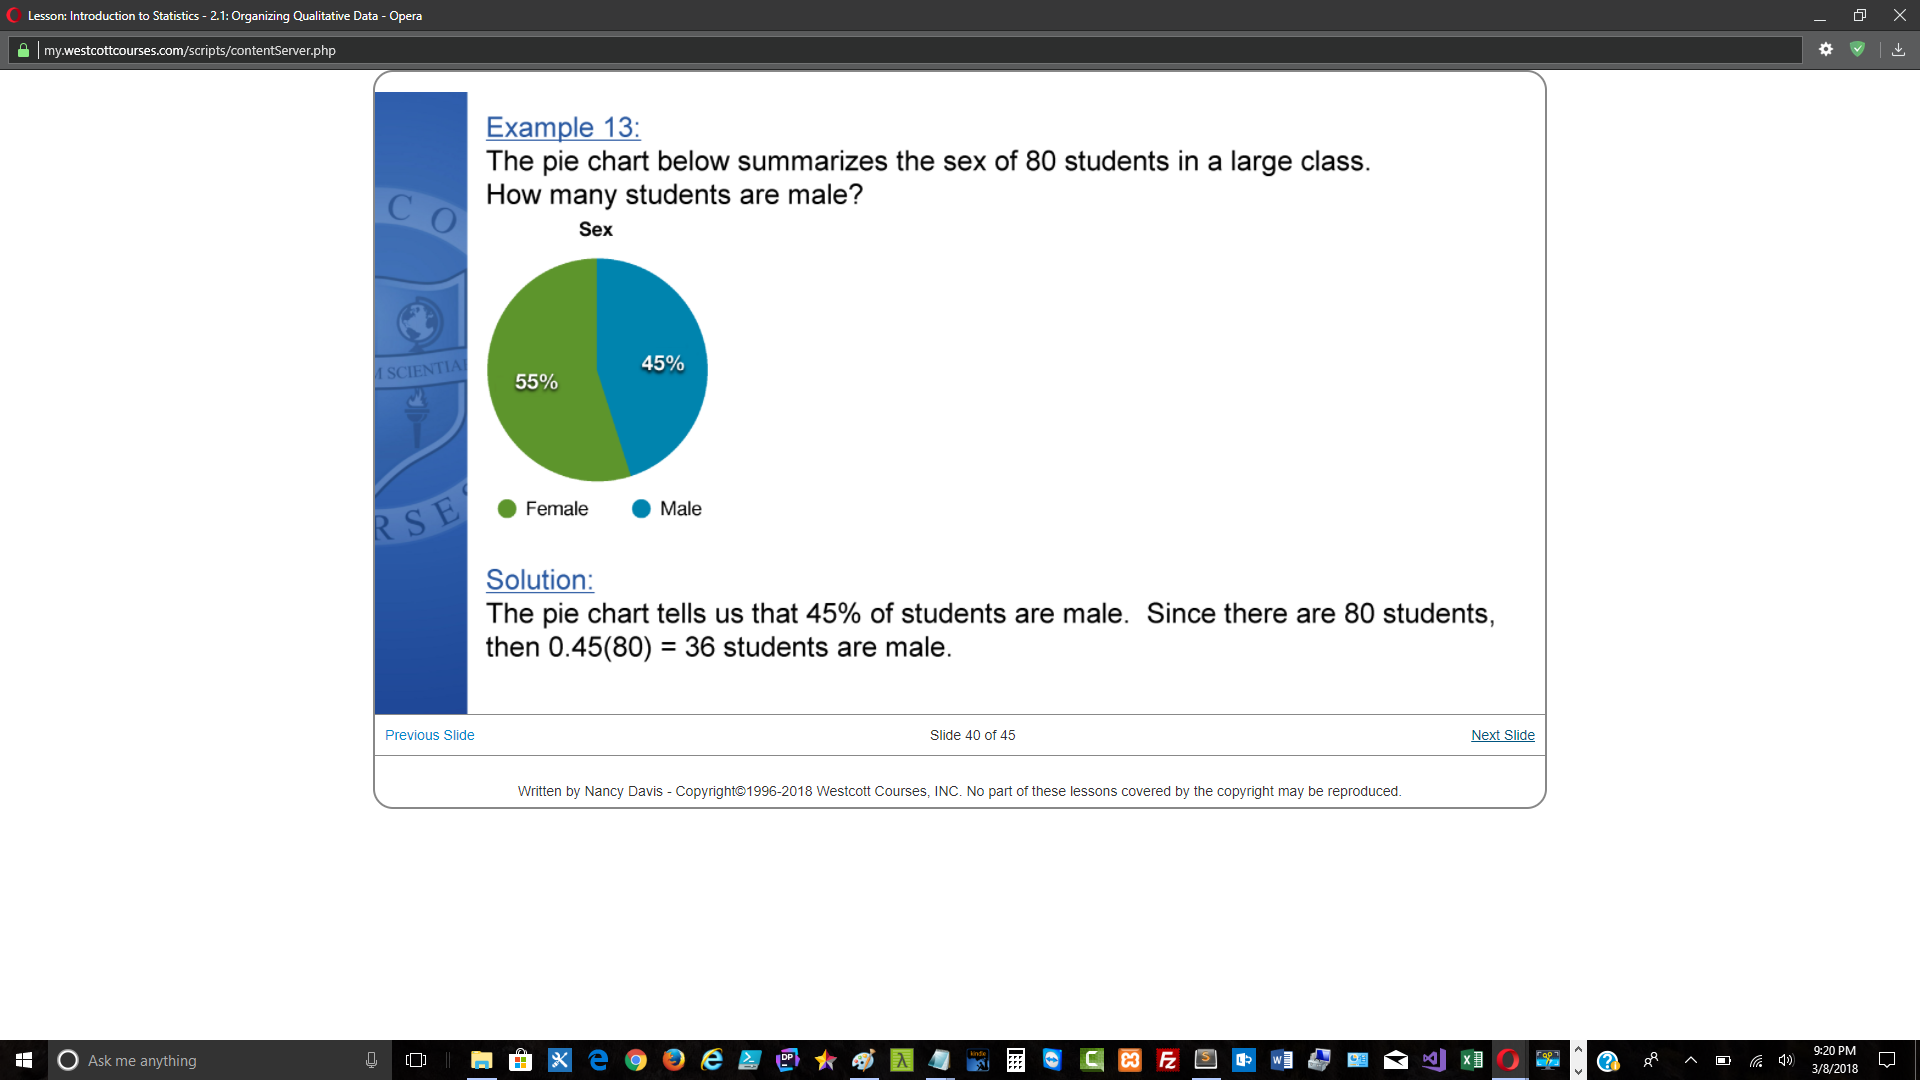 Lesson: Introduction to Statistics - 2.1: Organizing Qualitative Data - Opera
my.westcottcourses.com/scripts/contentServer.php
Example 13:
The pie chart below summarizes the sex of 80 students in a large class.
How many students are male?
Sex
55%
45%
Female
Male
C O
M SCIENTIA
R S E S
Solution:
The pie chart tells us that 45% of students are male.  Since there are 80 students,
then 0.45(80) = 36 students are male.
Previous Slide
Slide 40 of 45
Next Slide
Written by Nancy Davis - Copyright©1996-2018 Westcott Courses, INC. No part of these lessons covered by the copyright may be reproduced.
Ask me anything
9:20 PM
3/8/2018